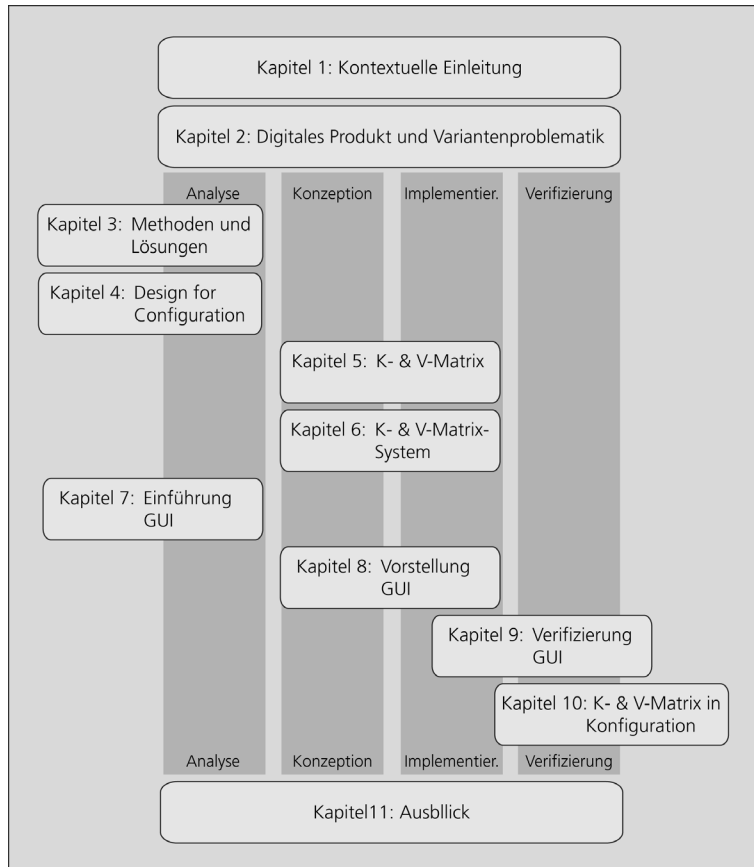 Kapitel 1: Kontextuelle Einleitung
Kapitel 2: Digitales Produkt und Variantenproblematik
Analyse Konzeption Implementier. Verifizierung
Kapitel 3: Methoden und
Lösungen
Kapitel 4: Design for
Configuration
Kapitel 5: K- & V-Matrix
Kapitel 6: K- & V-Matrix-
System
Kapitel 7: Einführung
GUI
Kapitel 8: Vorstellung
GUI
Kapitel 9: Verifizierung
GUI
Kapitel 10: K- & V-Matrix in
Konfiguration
Analyse Konzeption Implementier. Verifizierung
Kapitel11: Ausbllick